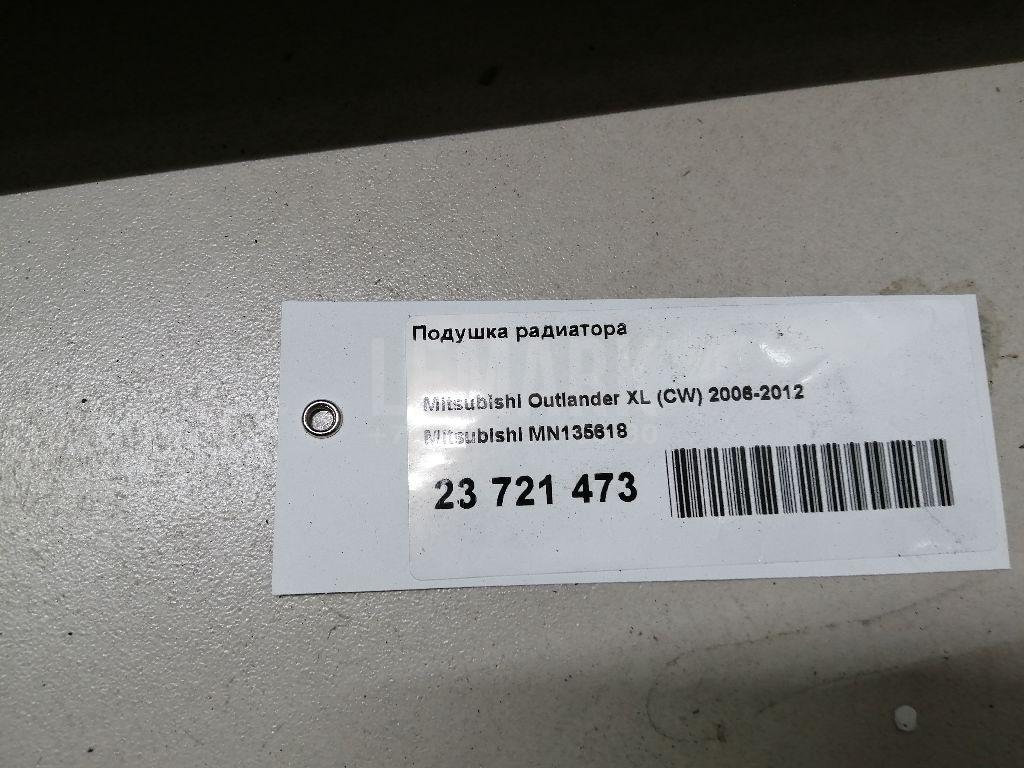 Подушка радиатора
Mitsubishi Outlander XL (CW) 2006-2012
Mitsubishi MN135618
23 721 473